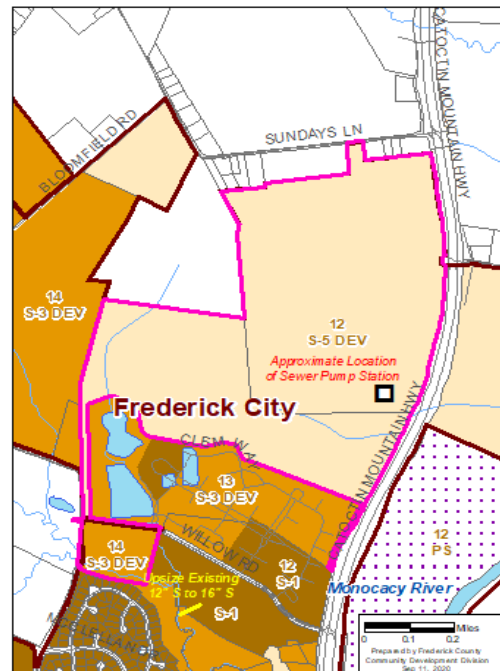 CATOCTIN MOUNTAIN HWY
SUNDAYS LN
BLOOMFIELD RD
14
S-3 DEV
12
S-5 DEV
Approximate Location
of Sewer Pump Station
Frederick City
CLEM WAY
CATOCTIN MOUNTAIN HWY
13
S-3 DEV
WILLOW RD
12
PS
14
S-3 DEV
12
S-1
Upsize Existing
12" S to 16" S
S-1
Monocacy River
Miles
0 0.1 0.2
Prepared by Frederick County
Community Development Division
Sep 11, 2020